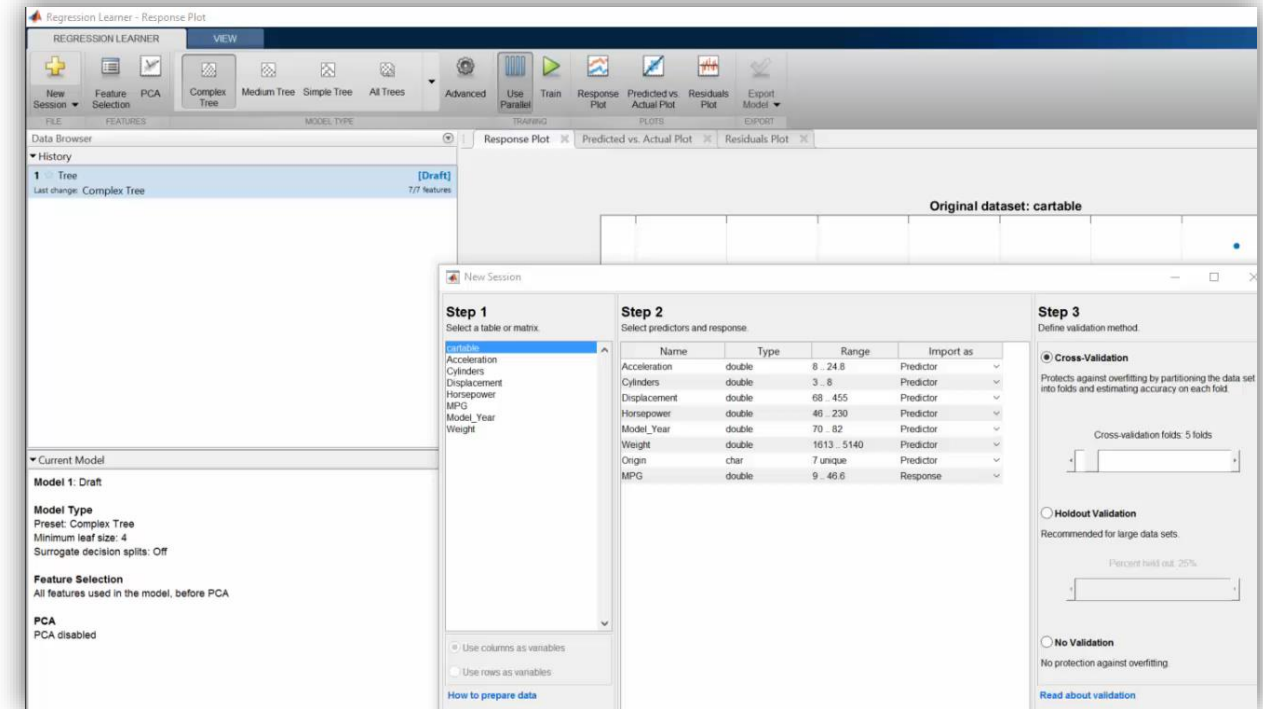 Regression Learner - Response Plot
REGRESSION LEARNER VIEW
New Session Feature Selection PCA Complex Tree Medium Tree Simple Tree All Trees Advanced Use Parallel Train Response Plot Predicted vs. Actual Plot Residuals Plot Export Model
FILE FEATURES MODEL TYPE TRAINING PLOTS EXPORT
Data Browser
Response Plot Predicted vs. Actual Plot Residuals Plot
History
1 Tree [Draft]
Last change: Complex Tree 7/7 features
Original dataset: cartable
New Session
Step 1
Select a table or matrix.
cartable
Acceleration
Cylinders
Displacement
Horsepower
MPG
Model_Year
Weight
Use columns as variables
Use rows as variables
How to prepare data
Step 2
Select predictors and response.
Name Type Range Import as
Acceleration double 8 .. 24.8 Predictor
Cylinders double 3 .. 8 Predictor
Displacement double 68 .. 455 Predictor
Horsepower double 46 .. 230 Predictor
Model_Year double 70 .. 82 Predictor
Weight double 1613 .. 5140 Predictor
Origin char 7 unique Predictor
MPG double 9 .. 46.6 Response
Step 3
Define validation method.
Cross-Validation
Protects against overfitting by partitioning the data set
into folds and estimating accuracy on each fold.
Cross-validation folds: 5 folds
Holdout Validation
Recommended for large data sets.
Percent held out: 25%
No Validation
No protection against overfitting.
Read about validation
Current Model
Model 1: Draft
Model Type
Preset: Complex Tree
Minimum leaf size: 4
Surrogate decision splits: Off
Feature Selection
All features used in the model, before PCA
PCA
PCA disabled